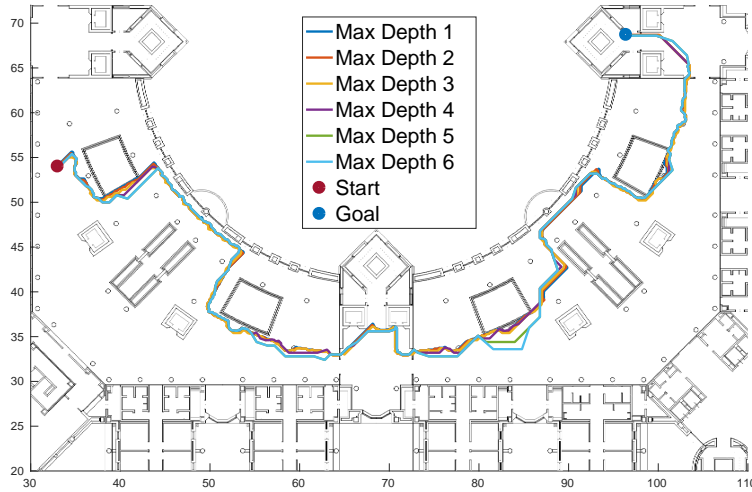 Max Depth 1
Max Depth 2
Max Depth 3
Max Depth 4
Max Depth 5
Max Depth 6
Start
Goal
70
65
60
55
50
45
40
35
30
25
20
30 40 50 60 70 80 90 100 110